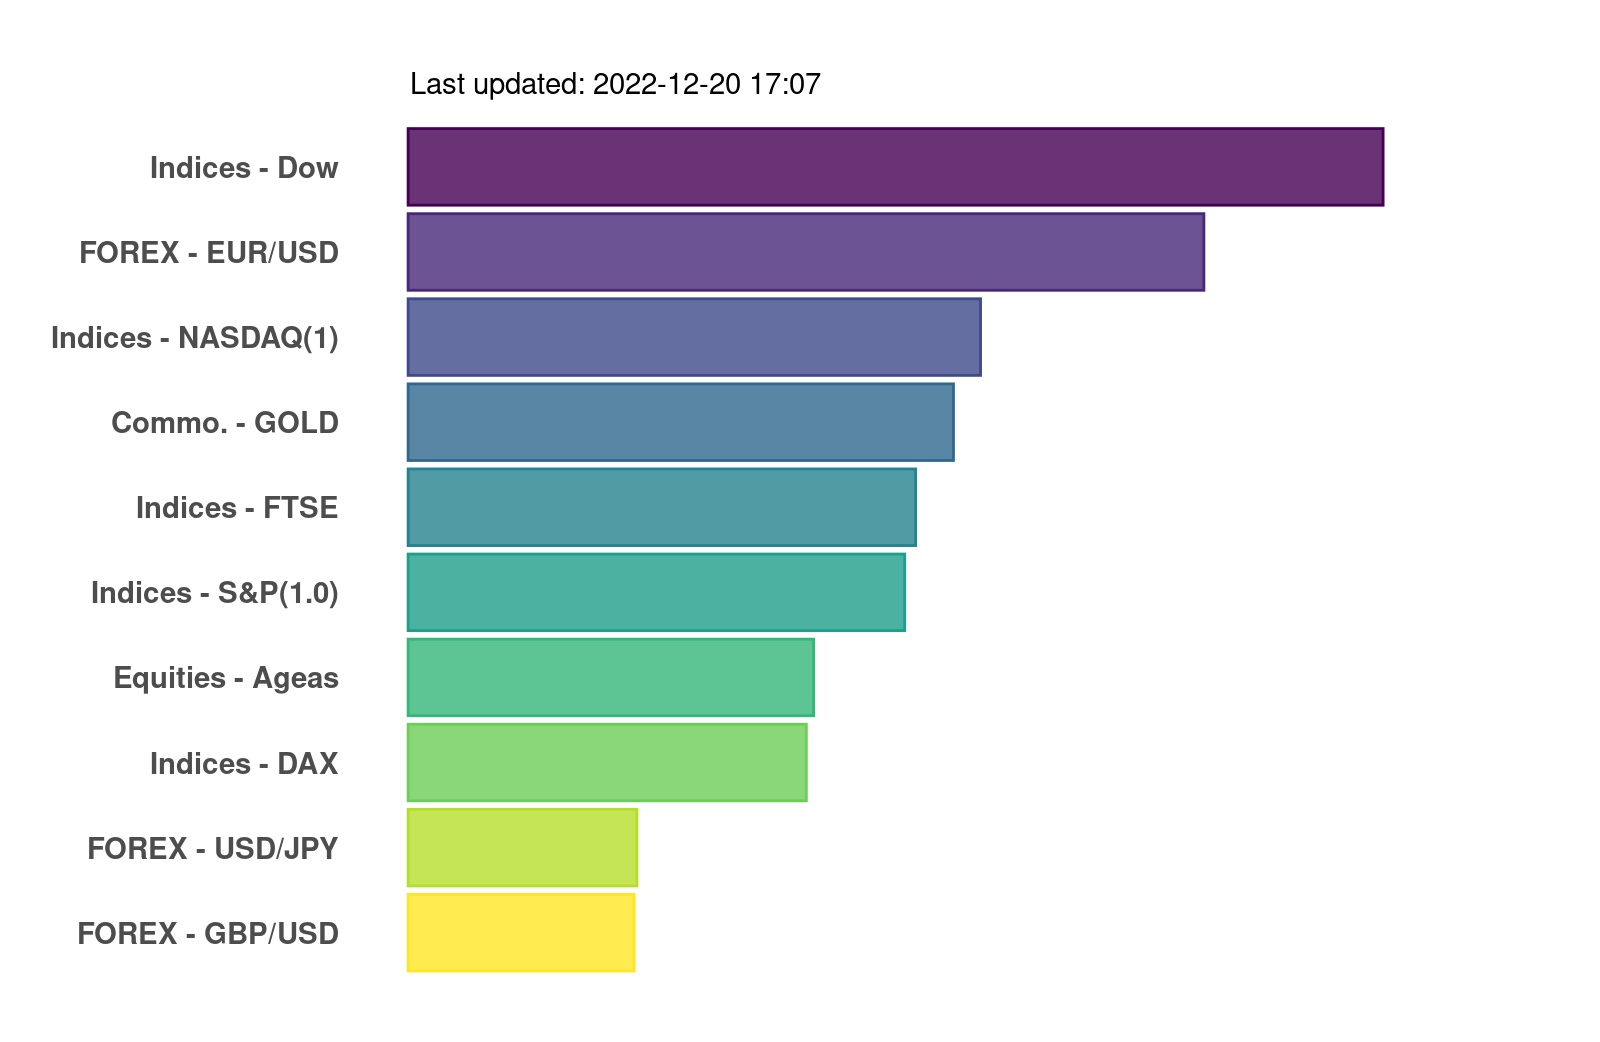 Last updated: 2022-12-20 17:07
Indices - Dow
FOREX - EUR/USD
Indices - NASDAQ(1)
Commo. - GOLD
Indices - FTSE
Indices - S&P(1.0)
Equities - Ageas
Indices - DAX
FOREX - USD/JPY
FOREX - GBP/USD